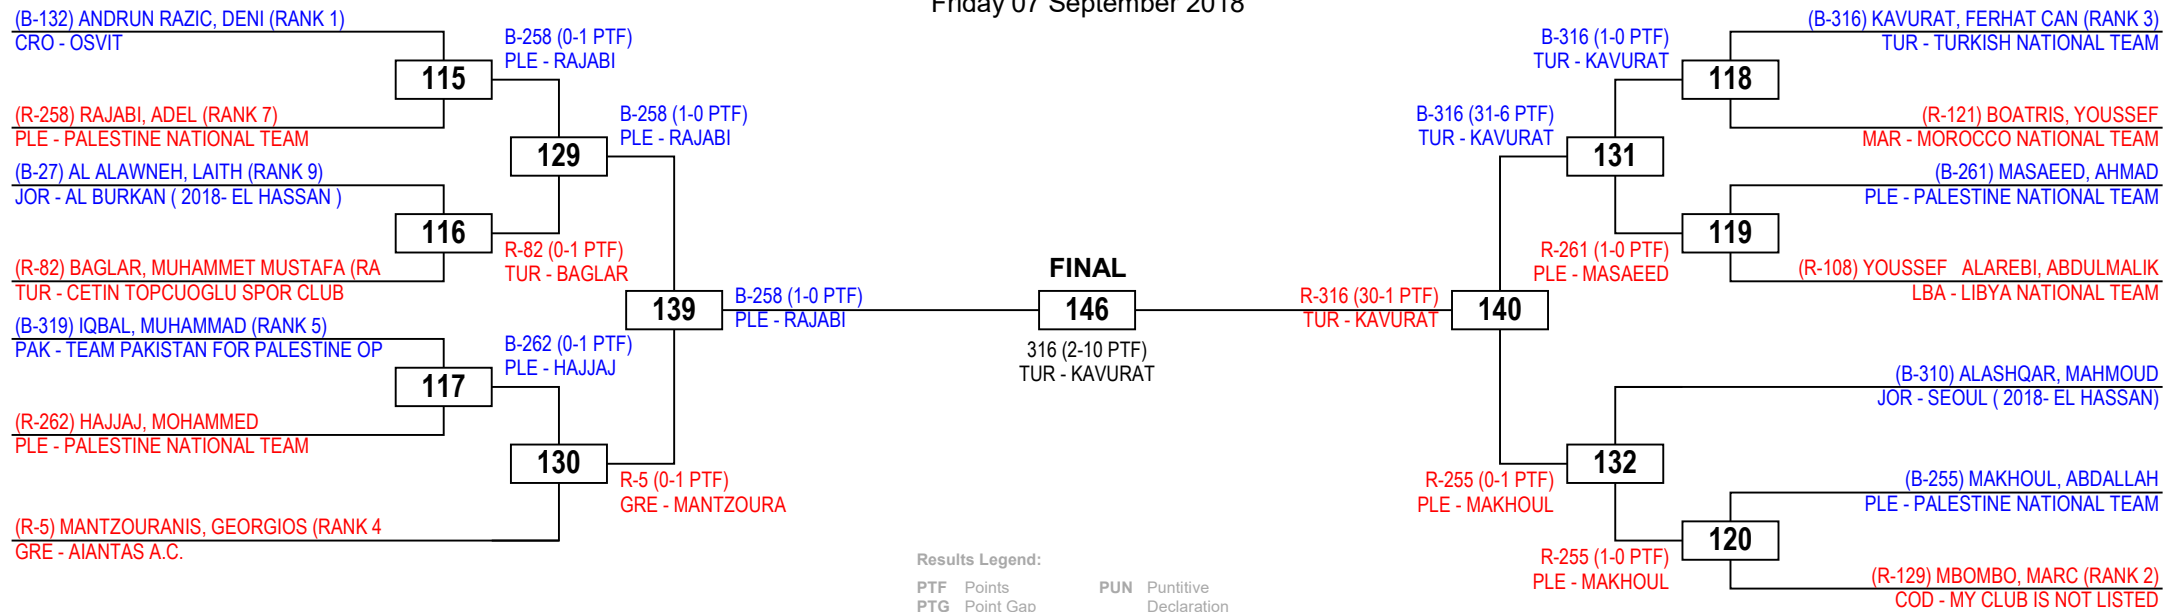 Friday 07 September 2018
(B-132) ANDRUN RAZIC, DENI (RANK 1)
CRO - OSVIT
115
(R-258) RAJABI, ADEL (RANK 7)
PLE - PALESTINE NATIONAL TEAM
(B-27) AL ALAWNEH, LAITH (RANK 9)
JOR - AL BURKAN ( 2018- EL HASSAN )
116
(R-82) BAGLAR, MUHAMMET MUSTAFA (RA
TUR - CETIN TOPCUOGLU SPOR CLUB
(B-319) IQBAL, MUHAMMAD (RANK 5)
PAK - TEAM PAKISTAN FOR PALESTINE OP
117
(R-262) HAJJAJ, MOHAMMED
PLE - PALESTINE NATIONAL TEAM
(R-5) MANTZOURANIS, GEORGIOS (RANK 4
GRE - AIANTAS A.C.
B-258 (0-1 PTF)
PLE - RAJABI
129
R-82 (0-1 PTF)
TUR - BAGLAR
B-262 (0-1 PTF)
PLE - HAJJAJ
130
B-258 (1-0 PTF)
PLE - RAJABI
139
R-5 (0-1 PTF)
GRE - MANTZOURA
B-258 (1-0 PTF)
PLE - RAJABI
FINAL
146
316 (2-10 PTF)
TUR - KAVURAT
R-316 (30-1 PTF)
TUR - KAVURAT
140
B-316 (31-6 PTF)
TUR - KAVURAT
R-255 (0-1 PTF)
PLE - MAKHOUL
B-316 (1-0 PTF)
TUR - KAVURAT
131
R-261 (1-0 PTF)
PLE - MASAEED
132
R-255 (1-0 PTF)
PLE - MAKHOUL
(B-316) KAVURAT, FERHAT CAN (RANK 3)
TUR - TURKISH NATIONAL TEAM
118
(R-121) BOATRIS, YOUSSEF
MAR - MOROCCO NATIONAL TEAM
(B-261) MASAEED, AHMAD
PLE - PALESTINE NATIONAL TEAM
119
(R-108) YOUSSEF ALAREBI, ABDULMALIK
LBA - LIBYA NATIONAL TEAM
(B-310) ALASHQAR, MAHMOUD
JOR - SEOUL ( 2018- EL HASSAN)
(B-255) MAKHOUL, ABDALLAH
PLE - PALESTINE NATIONAL TEAM
120
(R-129) MBOMBO, MARC (RANK 2)
COD - MY CLUB IS NOT LISTED
Results Legend:
PTF Points PUN Puntitive
PTG Point Gap Declaration